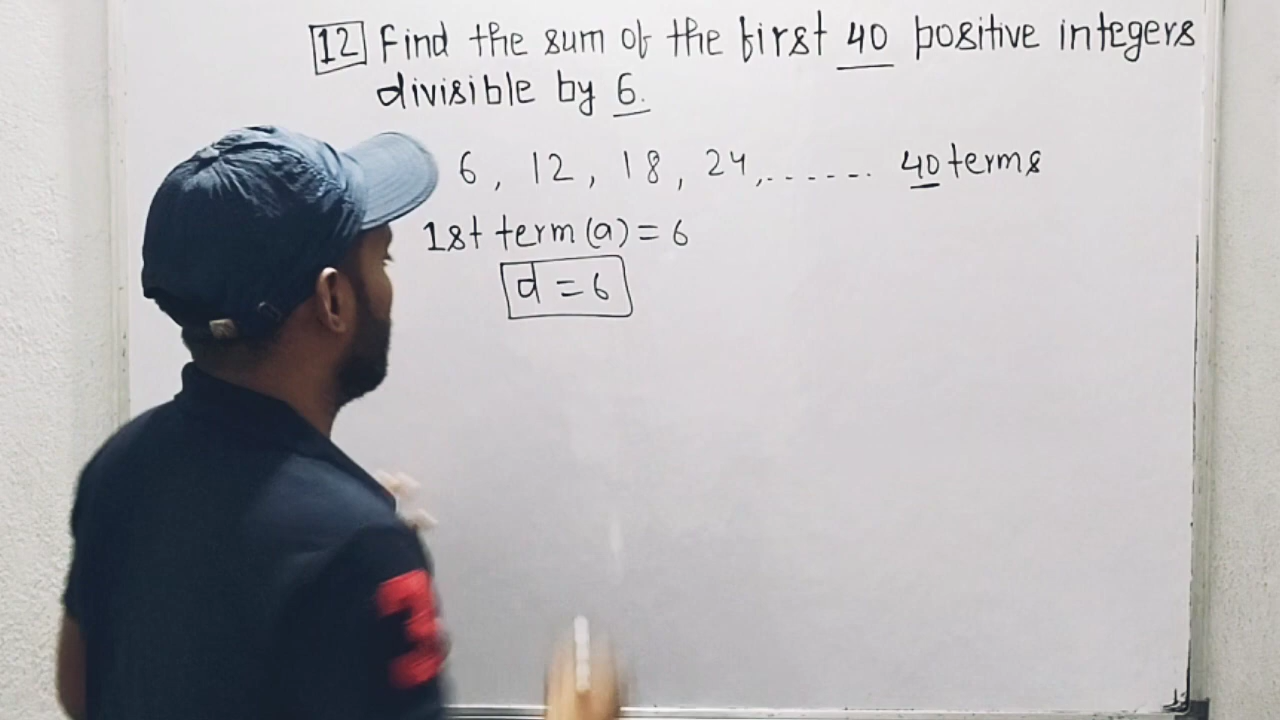 12 Find the sum of the first 40 positive integers
divisible by 6.
6, 12, 18, 24,....... 40 terms
1st term (a) = 6
d = 6
3